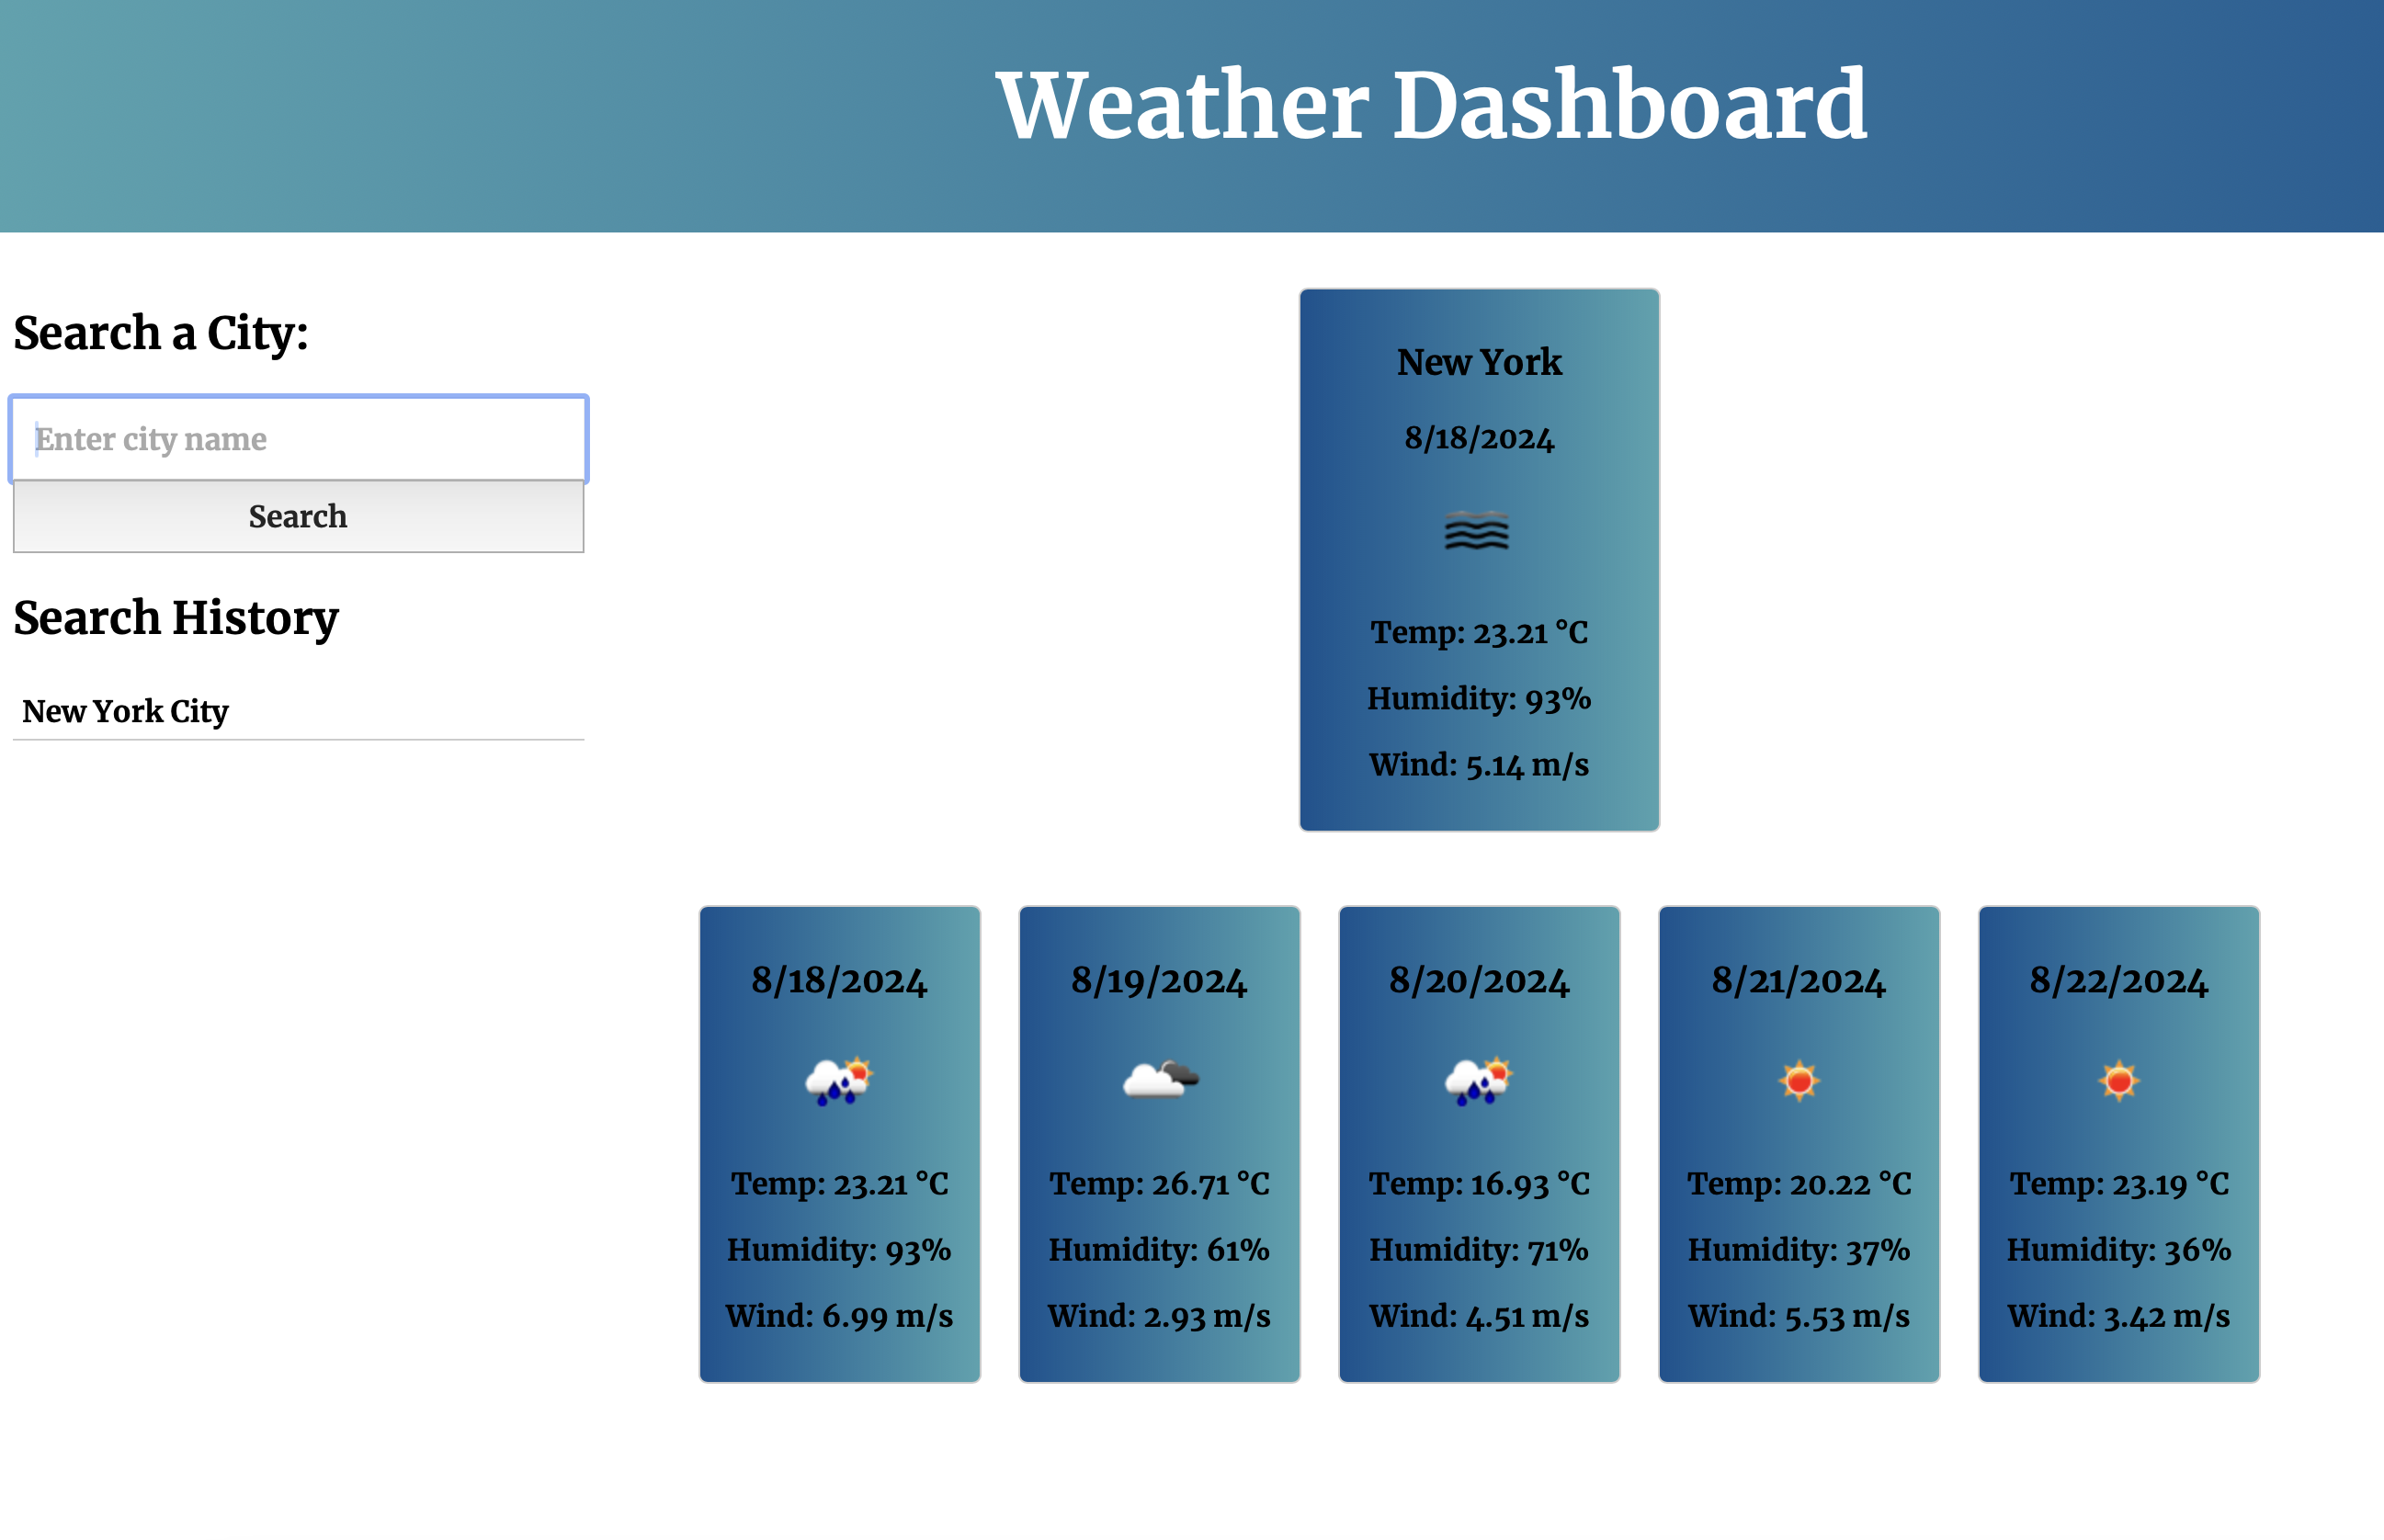 Weather Dashboard
Search a City:
Enter city name
Search
Search History
New York City
New York
8/18/2024
Temp: 23.21 °C
Humidity: 93%
Wind: 5.14 m/s
8/18/2024
Temp: 23.21 °C
Humidity: 93%
Wind: 6.99 m/s
8/19/2024
Temp: 26.71 °C
Humidity: 61%
Wind: 2.93 m/s
8/20/2024
Temp: 16.93 °C
Humidity: 71%
Wind: 4.51 m/s
8/21/2024
Temp: 20.22 °C
Humidity: 37%
Wind: 5.53 m/s
8/22/2024
Temp: 23.19 °C
Humidity: 36%
Wind: 3.42 m/s